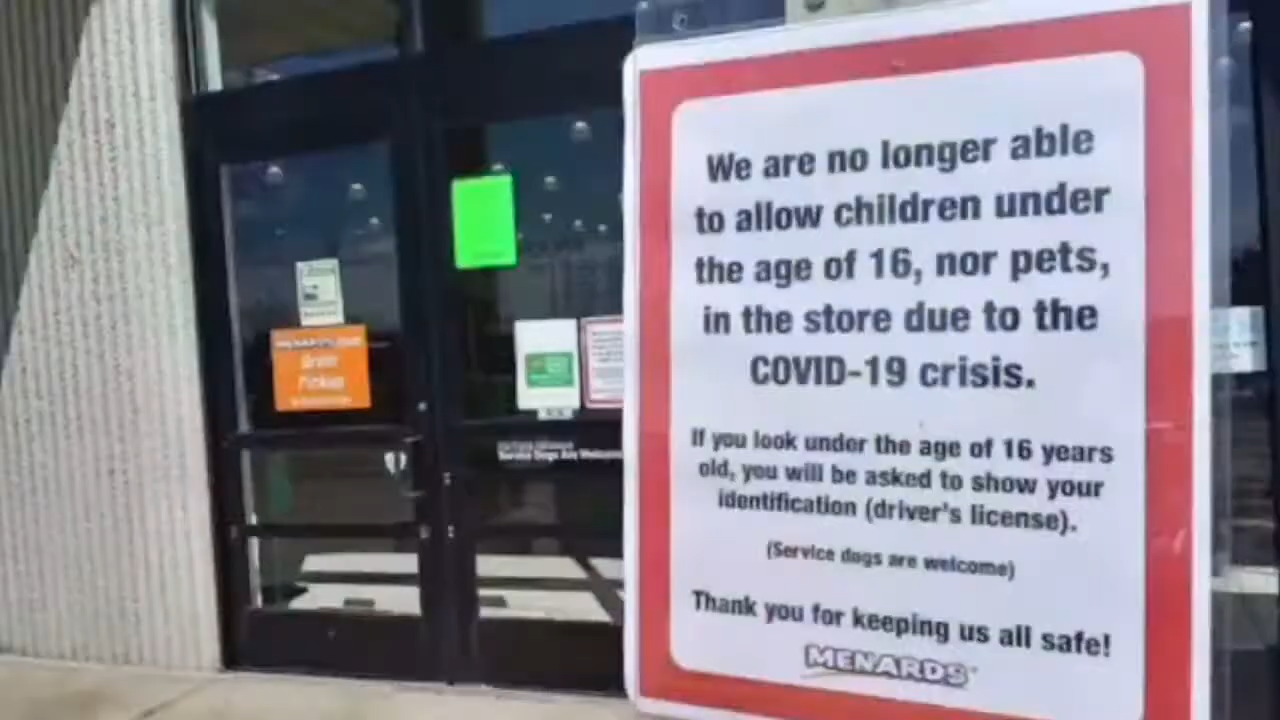 We are no longer able
to allow children under
the age of 16, nor pets,
in the store due to the
COVID-19 crisis.
If you look under the age of 16 years
old, you will be asked to show your
identification (driver's license).
(Service dogs are welcome)
Thank you for keeping us all safe!
MENARDS
Pickup
Service Dogs Are Welcome